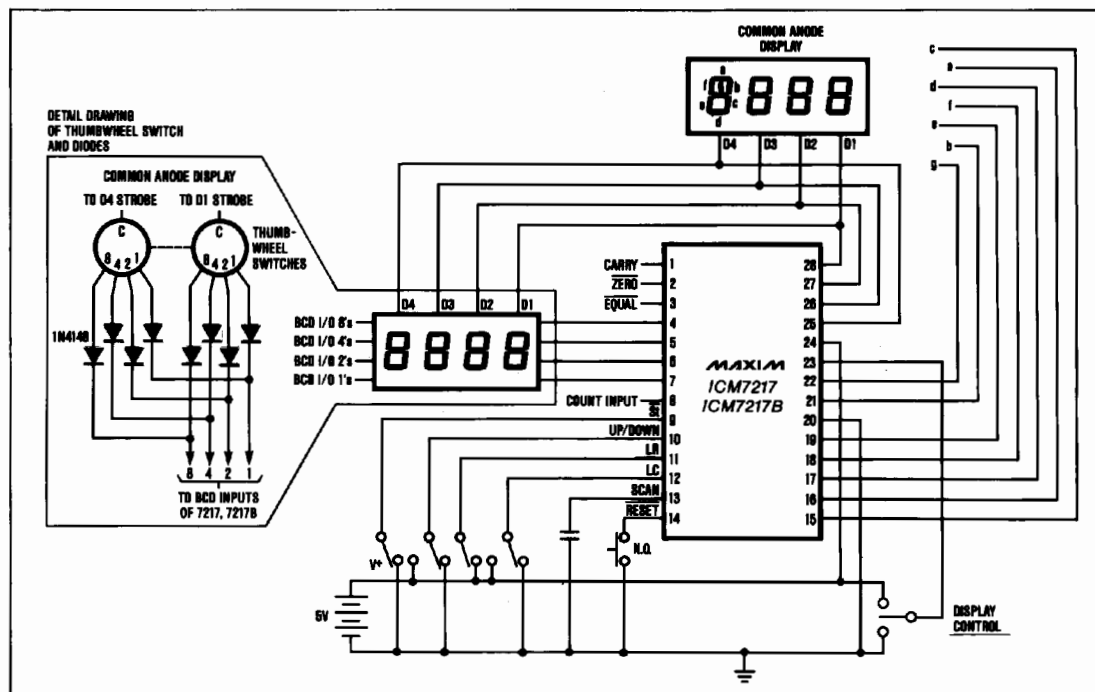 COMMON ANODE
DISPLAY
a
f
b
e
c
d
D4 D3 D2 D1
c
a
d
f
e
b
g
DETAIL DRAWING
OF THUMBWHEEL SWITCH
AND DIODES
COMMON ANODE DISPLAY
TO D4 STROBE
TO D1 STROBE
C
C
8 4 2 1
8 4 2 1
THUMB-
WHEEL
SWITCHES
1N4148
8 4 2 1
TO BCD INPUTS
OF 7217, 7217B
D4 D3 D2 D1
BCD I/O 8's
BCD I/O 4's
BCD I/O 2's
BCD I/O 1's
CARRY
ZERO
EQUAL
COUNT INPUT
UP/DOWN
LR
LC
SCAN
RESET
1
2
3
4
5
6
7
8
9
10
11
12
13
14
MAXIM
ICM7217
ICM7217B
28
27
26
25
24
23
22
21
20
19
18
17
16
15
V+
N.O.
5V
DISPLAY
CONTROL